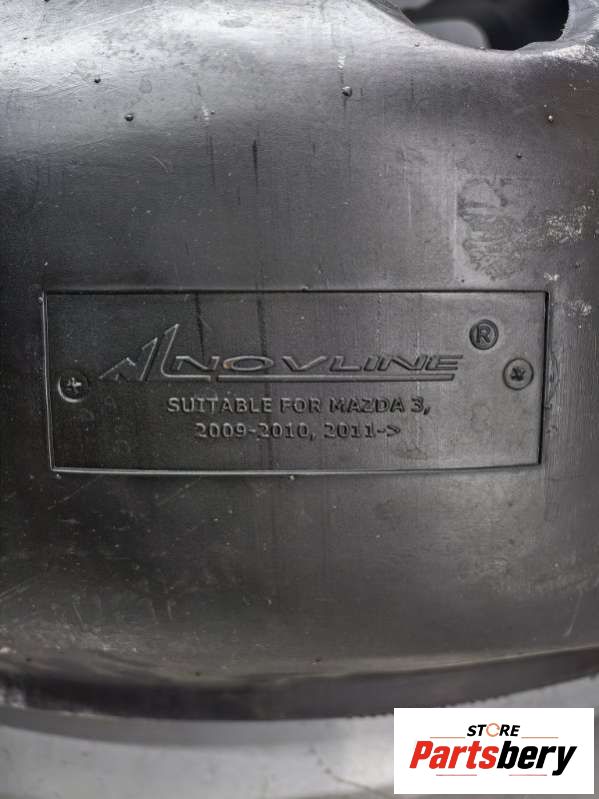 ®
NOVLINE
SUITABLE FOR MAZDA 3,
2009-2010, 2011->
STORE
Partsbery